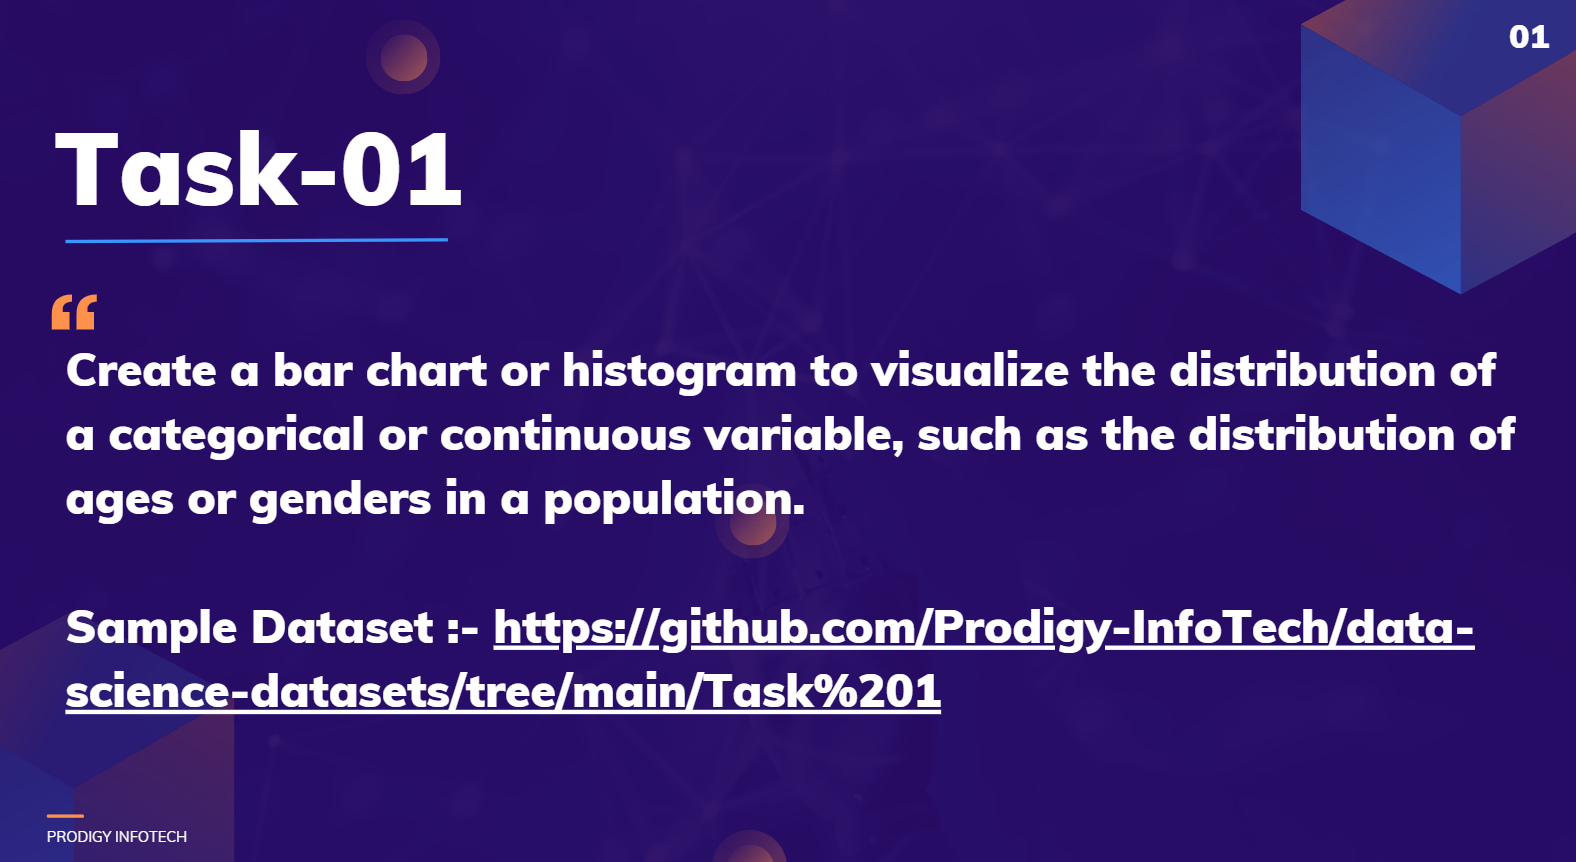 01
Task-01
“
Create a bar chart or histogram to visualize the distribution of
a categorical or continuous variable, such as the distribution of
ages or genders in a population.
Sample Dataset :- https://github.com/Prodigy-InfoTech/data-
science-datasets/tree/main/Task%201
PRODIGY INFOTECH